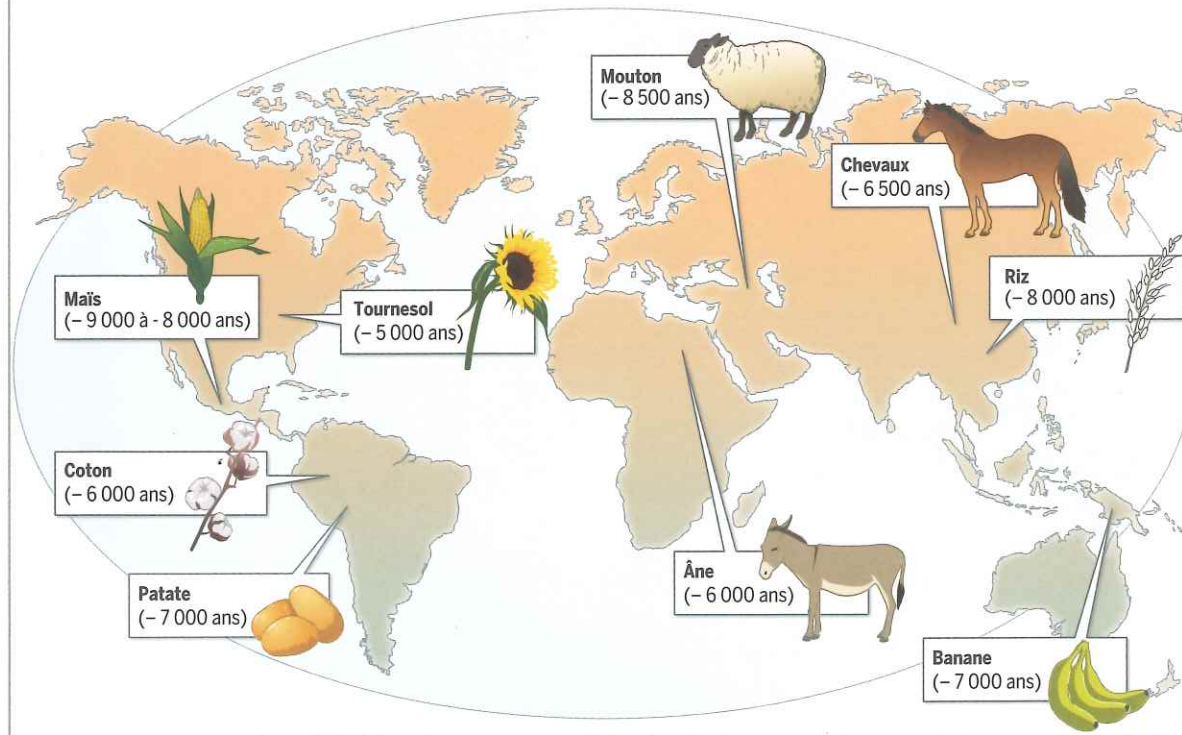 Mouton
(– 8 500 ans)
Chevaux
(– 6 500 ans)
Riz
(– 8 000 ans)
Maïs
(– 9 000 à - 8 000 ans)
Tournesol
(– 5 000 ans)
Coton
(– 6 000 ans)
Patate
(– 7 000 ans)
Âne
(– 6 000 ans)
Banane
(– 7 000 ans)